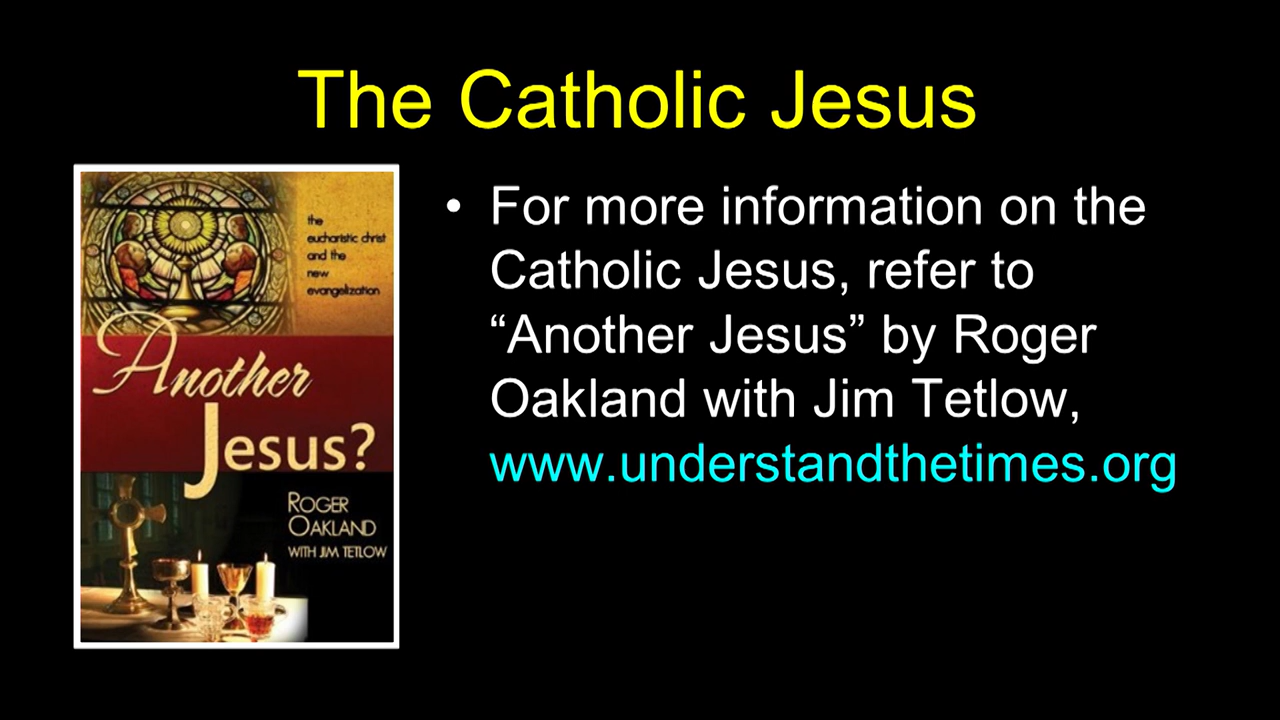 The Catholic Jesus
the
eucharistic christ
and the
new
evangelization
Another
Jesus?
ROGER
OAKLAND
WITH JIM TETLOW
• For more information on the
Catholic Jesus, refer to
“Another Jesus” by Roger
Oakland with Jim Tetlow,
www.understandthetimes.org